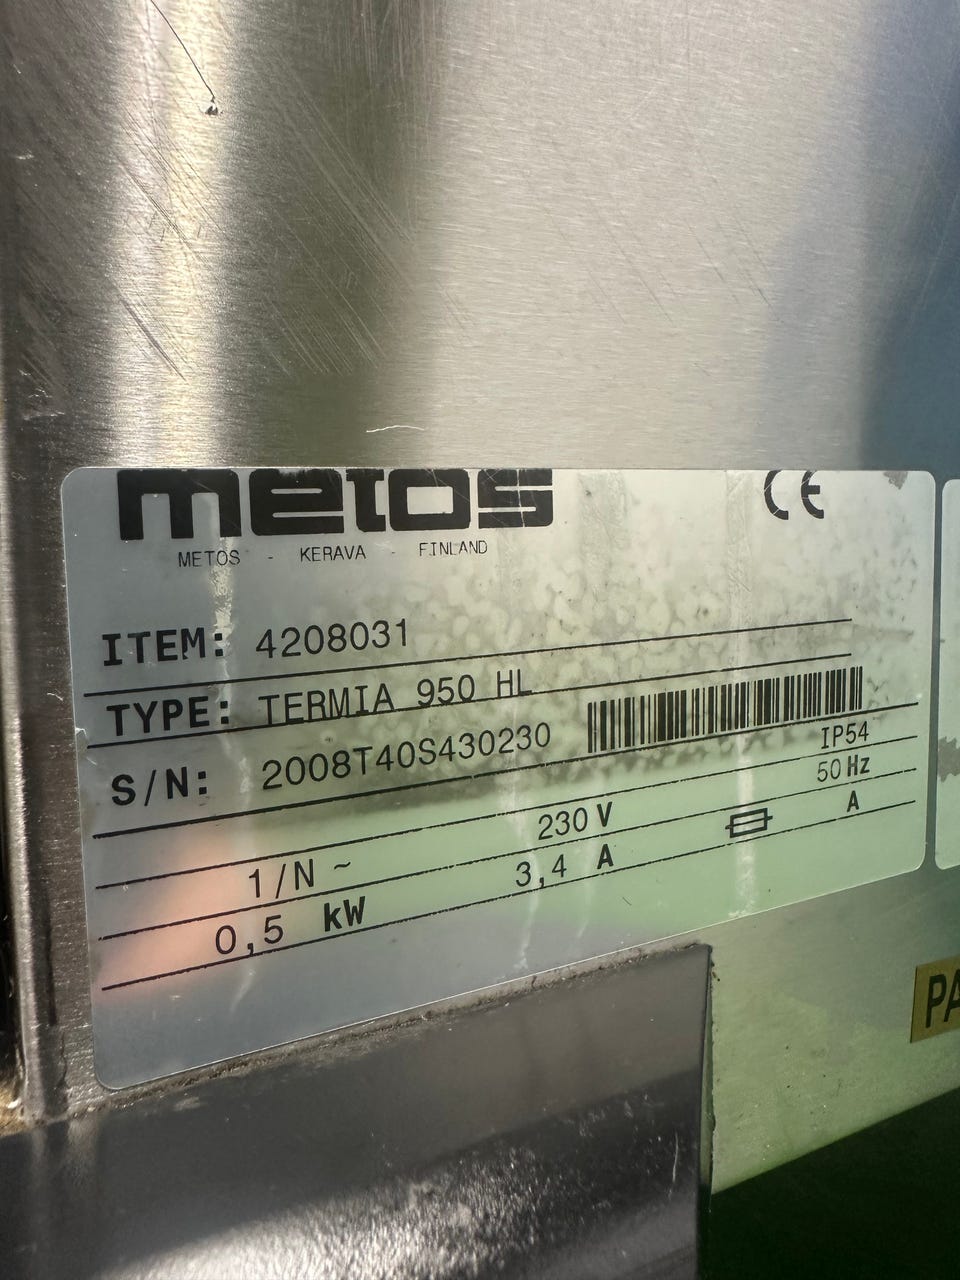 metos
CE
METOS - KERAVA - FINLAND
ITEM: 4208031
TYPE: TERMIA 950 HL
S/N: 2008T40S430230
IP54
1/N ~ 230 V 50 Hz
0,5 kW 3,4 A A